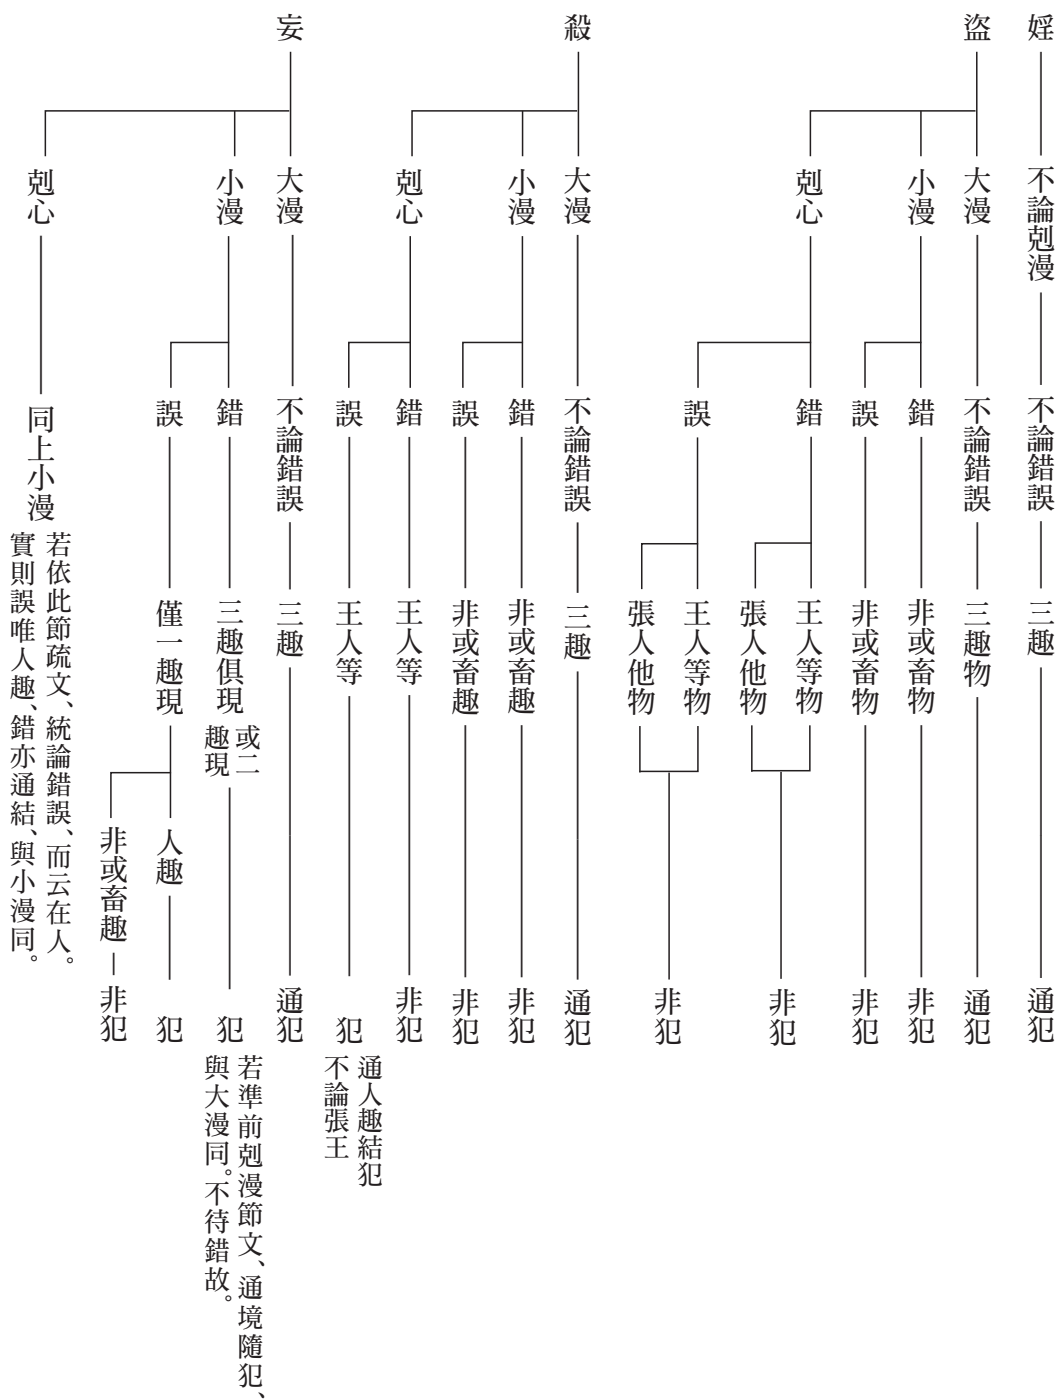 婬
不論剋漫
不論錯誤
三趣
通犯
盜
大漫
不論錯誤
三趣物
通犯
小漫
錯
非或畜物
非犯
誤
非或畜物
非犯
剋心
錯
王人等物
張人他物
非犯
誤
王人等物
張人他物
非犯
殺
大漫
不論錯誤
三趣
通犯
小漫
錯
非或畜趣
非犯
誤
非或畜趣
非犯
剋心
錯
王人等
非犯
誤
王人等
犯
通人趣結犯
不論張王
妄
大漫
不論錯誤
三趣
通犯
小漫
錯
三趣俱現
或二
趣現
犯
若準前剋漫節文、通境隨犯、
與大漫同。不待錯故。
誤
僅一趣現
人趣
犯
非或畜趣
非犯
剋心
同上小漫
若依此節疏文、統論錯誤、而云在人。
實則誤唯人趣、錯亦通結、與小漫同。